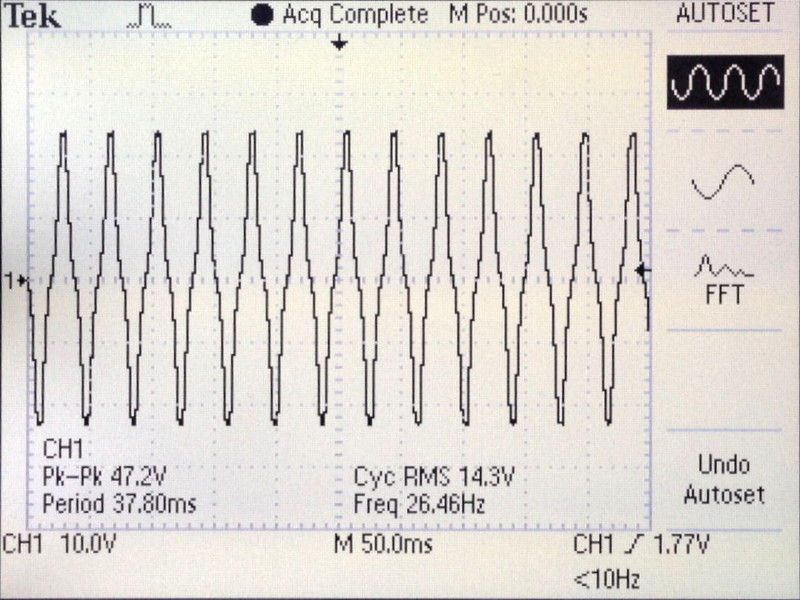 Tek Acq Complete M Pos: 0.000s AUTOSET
1
FFT
CH1
Pk-Pk 47.2V Cyc RMS 14.3V
Period 37.80ms Freq 26.46Hz
Undo
Autoset
CH1 10.0V M 50.0ms CH1 1.77V
<10Hz